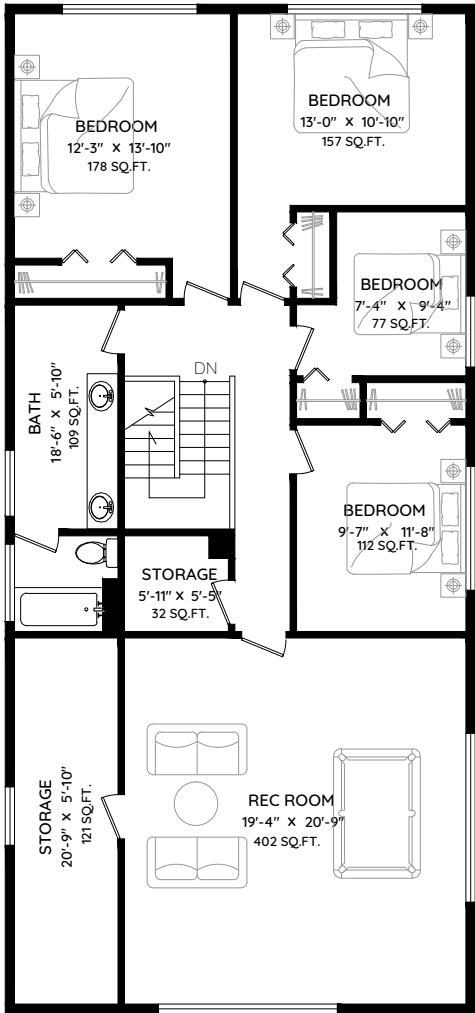 BEDROOM
12'-3" X 13'-10"
178 SQ.FT.
BEDROOM
13'-0" X 10'-10"
157 SQ.FT.
BEDROOM
7'-4" X 9'-4"
77 SQ.FT.
DN
BATH
18'-6" X 5'-10"
109 SQ.FT.
BEDROOM
9'-7" X 11'-8"
112 SQ.FT.
STORAGE
5'-11" X 5'-5"
32 SQ.FT.
STORAGE
20'-9" X 5'-10"
121 SQ.FT.
REC ROOM
19'-4" X 20'-9"
402 SQ.FT.